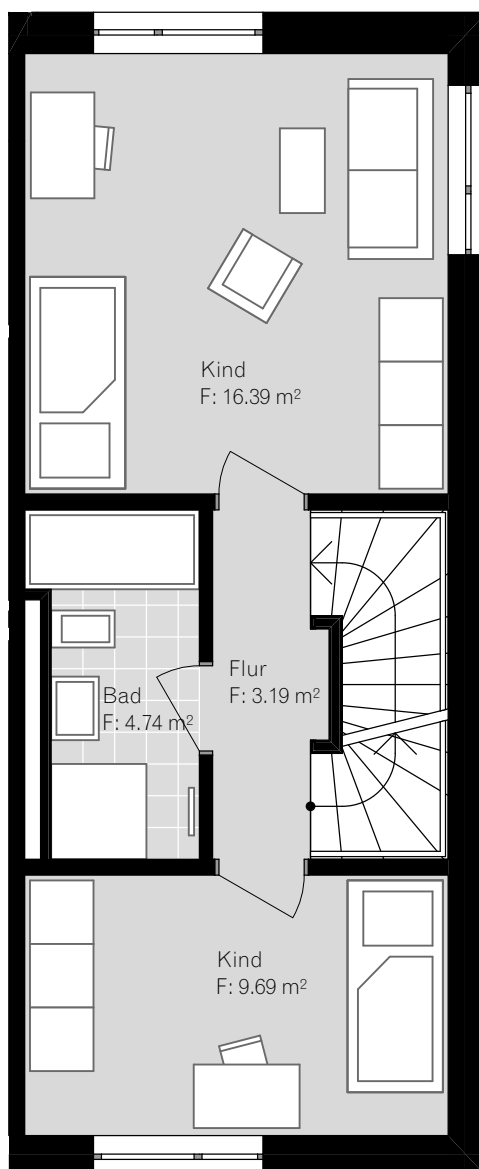 Kind
F: 16.39 m²
Flur
F: 3.19 m²
Bad
F: 4.74 m²
Kind
F: 9.69 m²